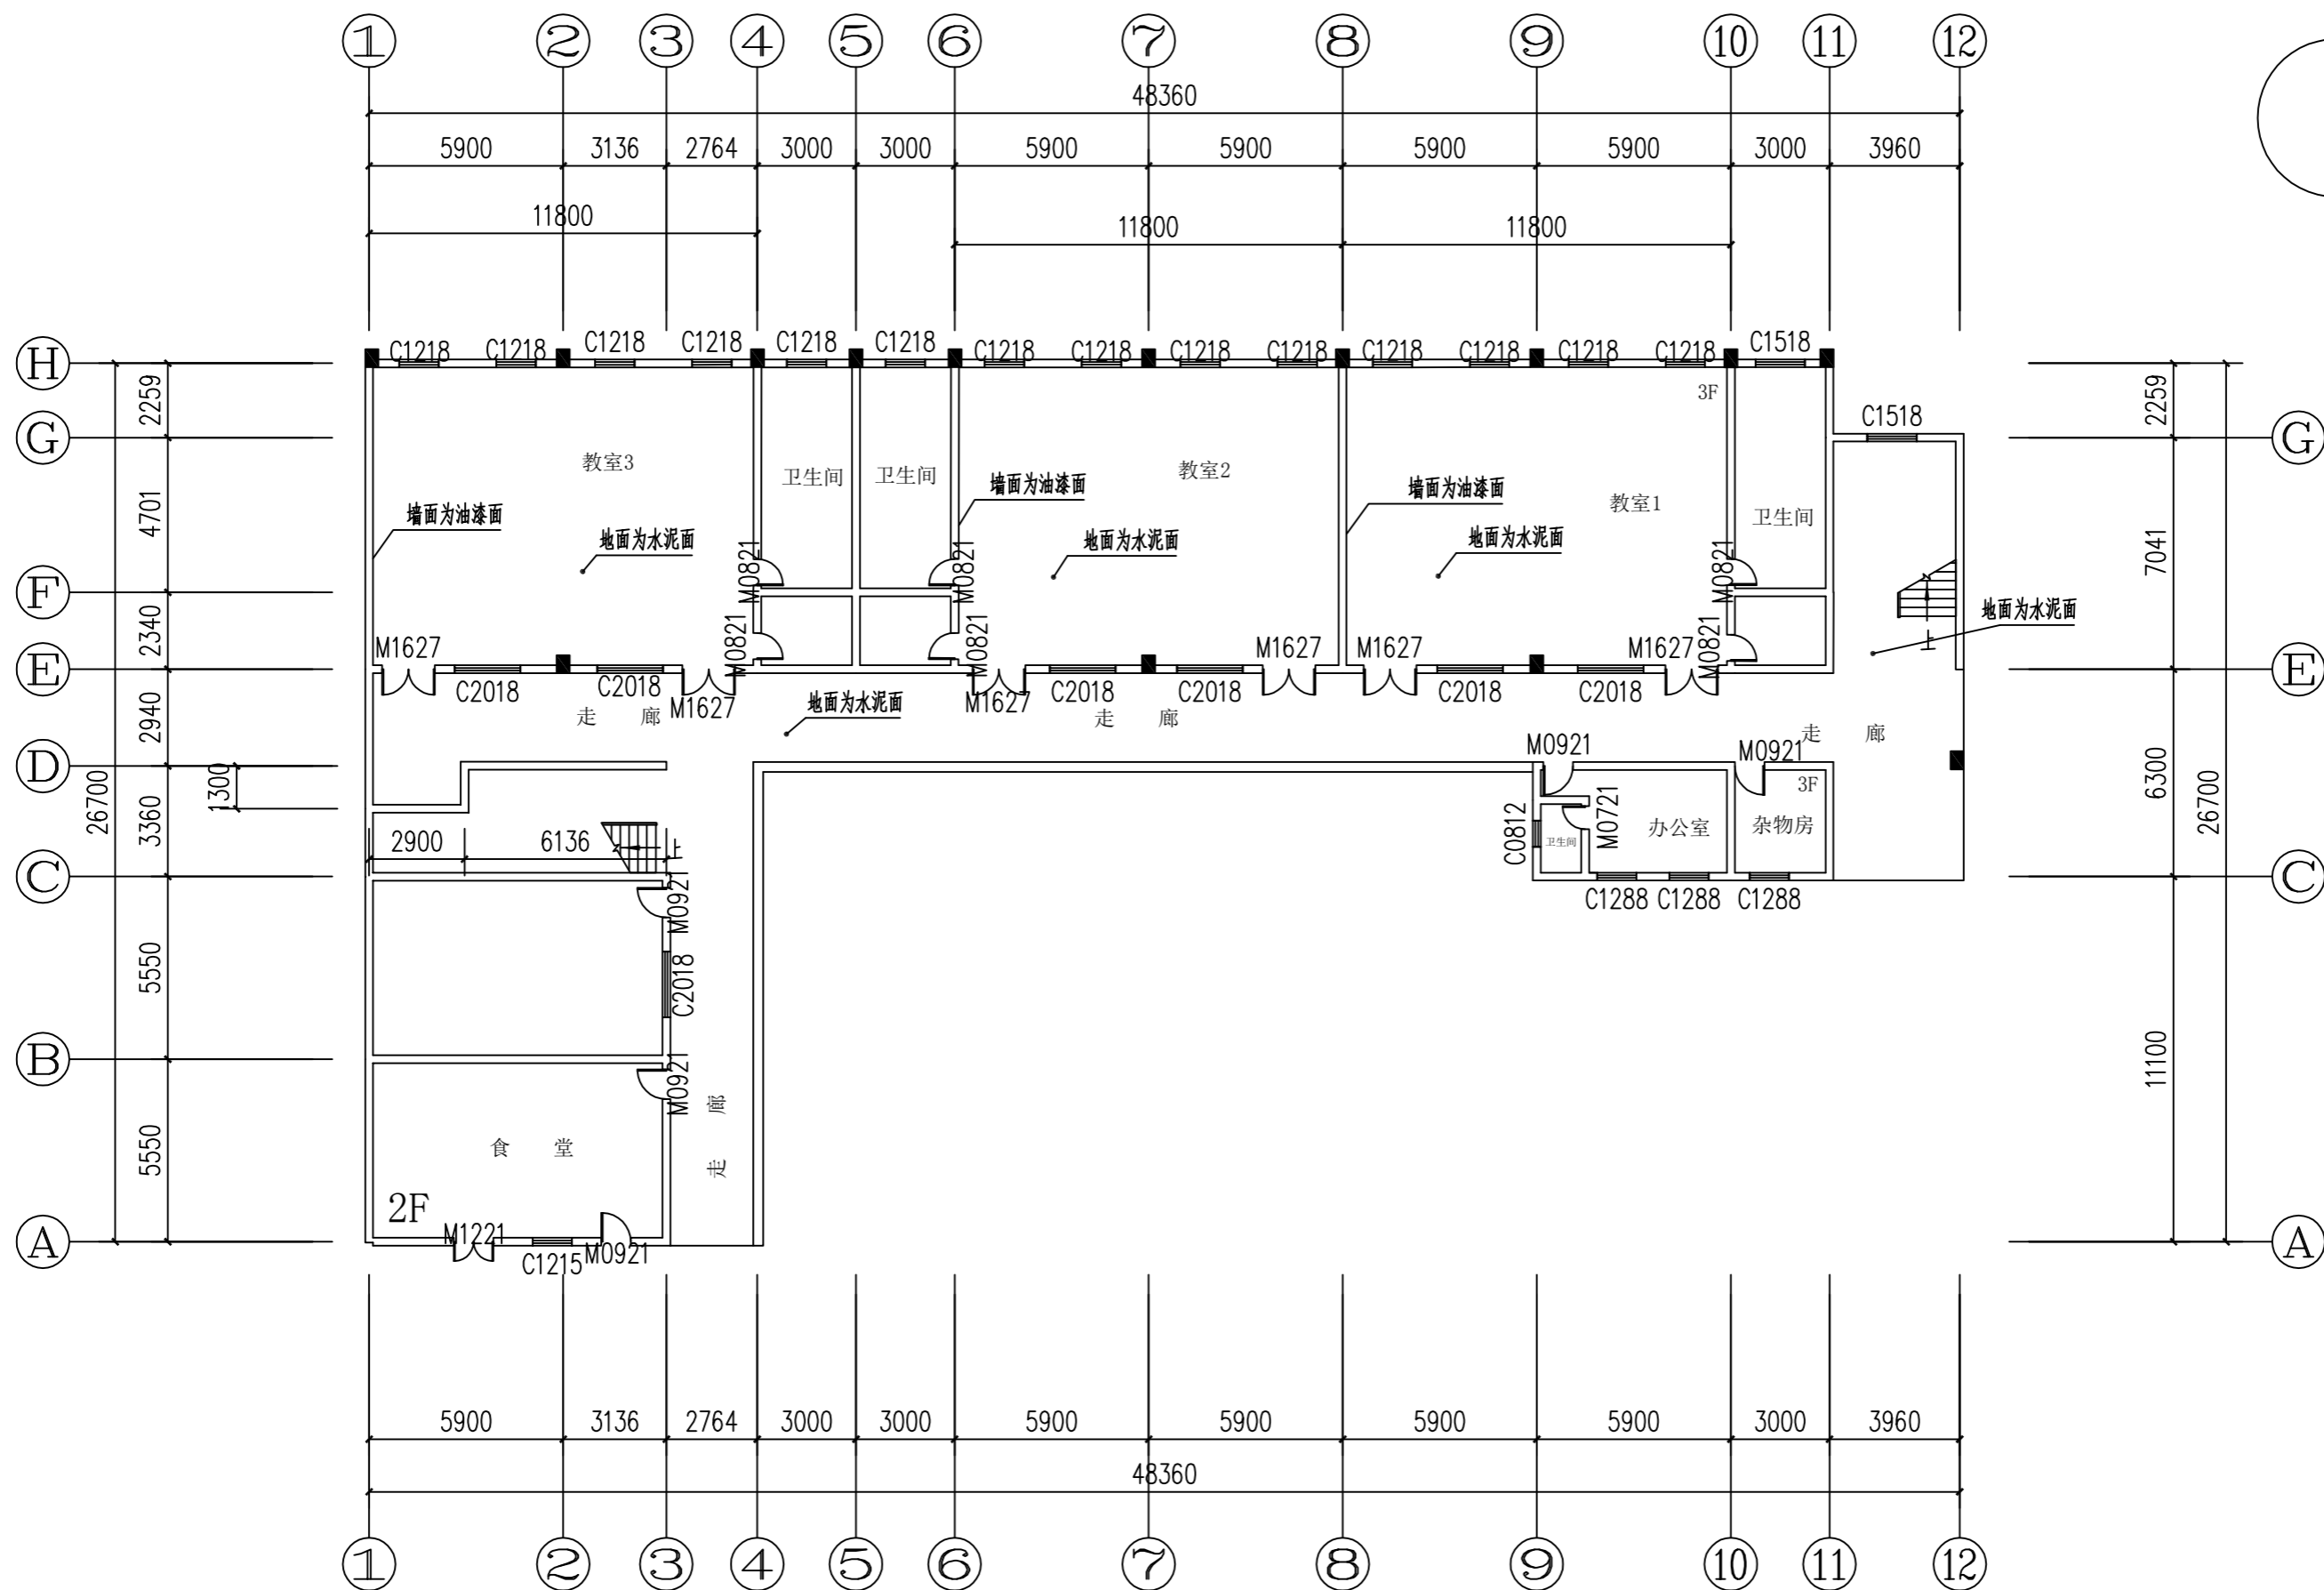 1 2 3 4 5 6 7 8 9 10 11 12
48360
5900 3136 2764 3000 3000 5900 5900 5900 5900 3000 3960
11800 11800 11800
H
G
F
E
D
C
B
A
2259
4701
2340
2940
3360
5550
5550
26700
1300
C1218 C1218 C1218 C1218 C1218 C1218 C1218 C1218 C1218 C1218 C1218 C1218 C1218 C1218 C1518
3F
C1518
教室3
卫生间
卫生间
教室2
教室1
卫生间
墙面为油漆面
墙面为油漆面
墙面为油漆面
地面为水泥面
地面为水泥面
地面为水泥面
地面为水泥面
上
M0821
M0821
M0821
M0821
M0821
M0821
M1627
C2018
C2018
M1627
M1627
C2018
C2018
M1627
M1627
C2018
C2018
M1627
走 廊
地面为水泥面
走 廊
走 廊
M0921
M0921
3F
C0812
M0721
卫生间
办公室
杂物房
C1288 C1288 C1288
2900 6136
上
M0921
C2018
M0921
走 廊
食 堂
2F
M1221
C1215
M0921
G
E
C
A
2259
7041
6300
11100
26700
5900 3136 2764 3000 3000 5900 5900 5900 5900 3000 3960
48360
1 2 3 4 5 6 7 8 9 10 11 12